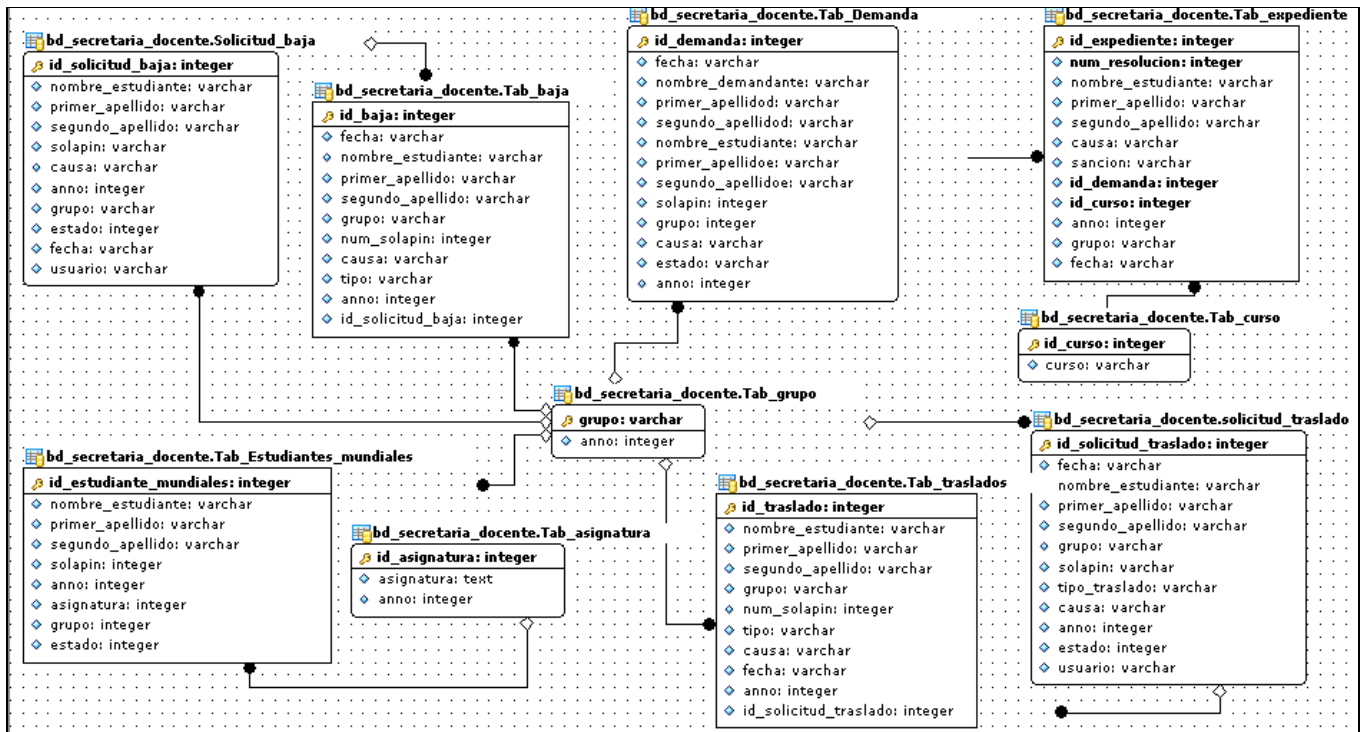 bd_secretaria_docente.Solicitud_baja
id_solicitud_baja: integer
nombre_estudiante: varchar
primer_apellido: varchar
segundo_apellido: varchar
solapin: varchar
causa: varchar
anno: integer
grupo: varchar
estado: integer
fecha: varchar
usuario: varchar
bd_secretaria_docente.Tab_baja
id_baja: integer
fecha: varchar
nombre_estudiante: varchar
primer_apellido: varchar
segundo_apellido: varchar
grupo: varchar
num_solapin: integer
causa: varchar
tipo: varchar
anno: integer
id_solicitud_baja: integer
bd_secretaria_docente.Tab_Demanda
id_demanda: integer
fecha: varchar
nombre_demandante: varchar
primer_apellidod: varchar
segundo_apellidod: varchar
nombre_estudiante: varchar
primer_apellidoe: varchar
segundo_apellidoe: varchar
solapin: integer
grupo: integer
causa: varchar
estado: varchar
anno: integer
bd_secretaria_docente.Tab_expediente
id_expediente: integer
num_resolucion: integer
nombre_estudiante: varchar
primer_apellido: varchar
segundo_apellido: varchar
causa: varchar
sancion: varchar
id_demanda: integer
id_curso: integer
anno: integer
grupo: varchar
fecha: varchar
bd_secretaria_docente.Tab_curso
id_curso: integer
curso: varchar
bd_secretaria_docente.Tab_grupo
grupo: varchar
anno: integer
bd_secretaria_docente.Tab_Estudiantes_mundiales
id_estudiante_mundiales: integer
nombre_estudiante: varchar
primer_apellido: varchar
segundo_apellido: varchar
solapin: integer
anno: integer
asignatura: integer
grupo: integer
estado: integer
bd_secretaria_docente.Tab_asignatura
id_asignatura: integer
asignatura: text
anno: integer
bd_secretaria_docente.Tab_traslados
id_traslado: integer
nombre_estudiante: varchar
primer_apellido: varchar
segundo_apellido: varchar
grupo: varchar
num_solapin: integer
tipo: varchar
causa: varchar
fecha: varchar
anno: integer
id_solicitud_traslado: integer
bd_secretaria_docente.solicitud_traslado
id_solicitud_traslado: integer
fecha: varchar
nombre_estudiante: varchar
primer_apellido: varchar
segundo_apellido: varchar
grupo: varchar
solapin: varchar
tipo_traslado: varchar
causa: varchar
anno: integer
estado: integer
usuario: varchar